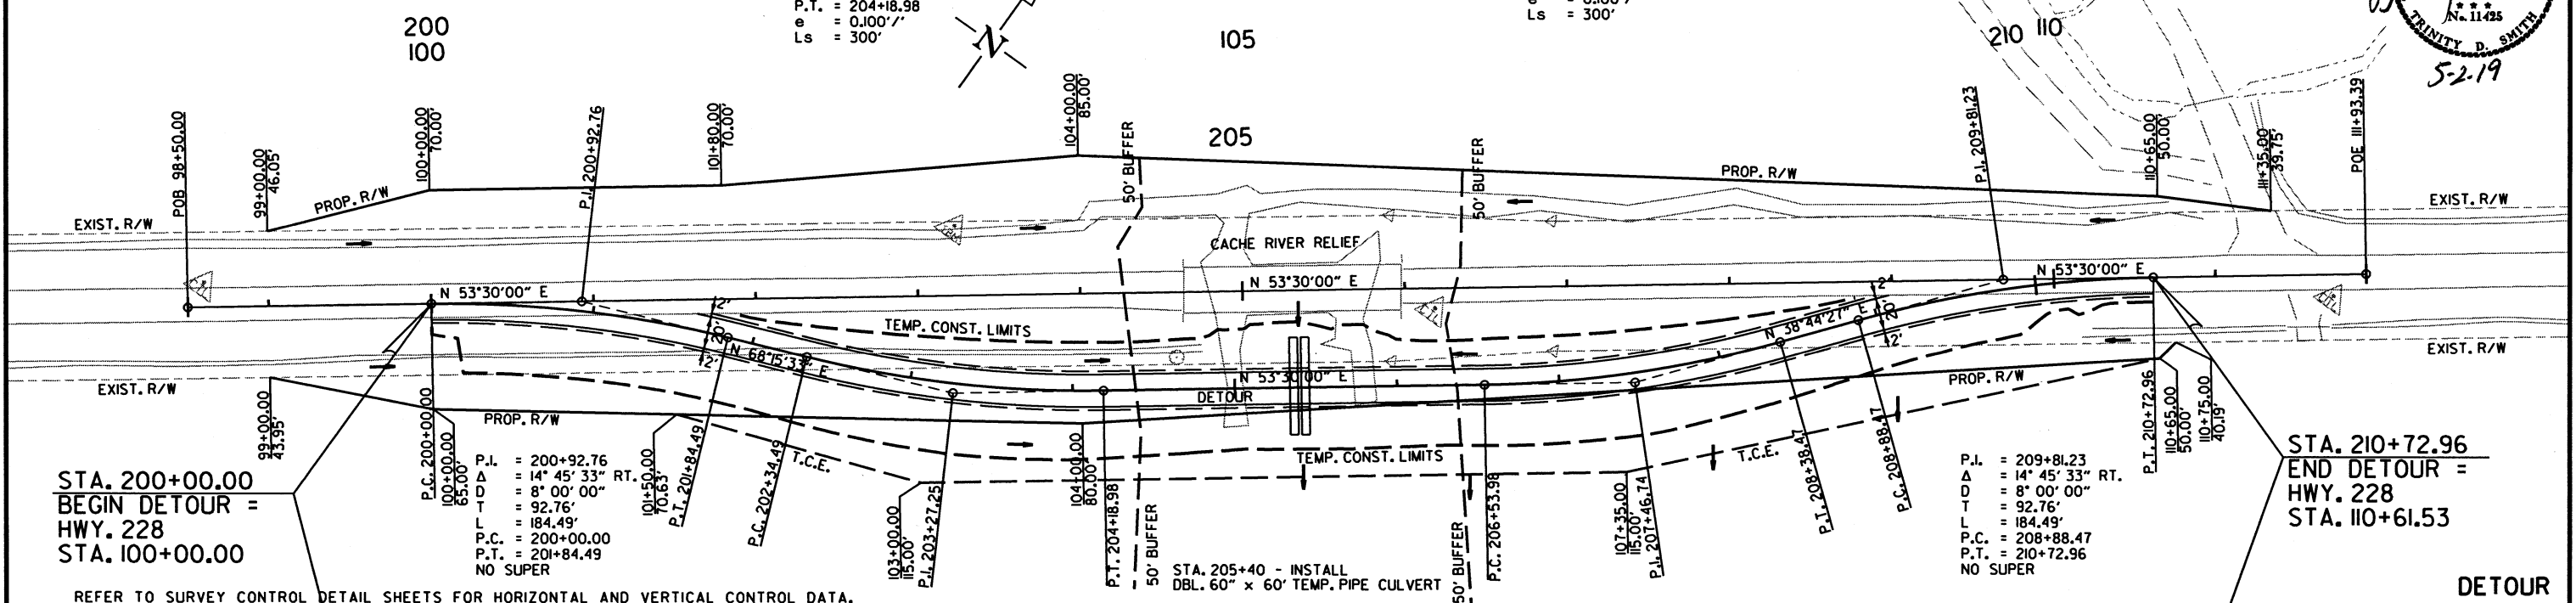 P.T. = 204+18.98
e = 0.100'/'
Ls = 300'
Ls = 300'
No. 11425
TRINITY D. SMITH
5-2-19
200
100
N
105
210 110
205
POB 98+50.00
99+00.00
46.05'
PROP. R/W
100+00.00
70.00'
P.I. 200+92.76
101+80.00
70.00'
104+00.00
85.00'
50' BUFFER
50' BUFFER
PROP. R/W
P.I. 209+81.23
110+65.00
50.00'
111+35.00
39.75'
POE 111+93.39
EXIST. R/W
EXIST. R/W
CACHE RIVER RELIEF
N 53°30'00" E
N 53°30'00" E
N 53°30'00" E
2'
20'
2'
TEMP. CONST. LIMITS
N 68°15'33" E
N 53°30'00" E
N 38°44'27" E
2'
20'
2'
DETOUR
EXIST. R/W
EXIST. R/W
PROP. R/W
PROP. R/W
99+00.00
43.95'
P.C. 200+00.00
100+00.00
65.00'
101+50.00
70.63'
P.T. 201+84.49
P.C. 202+34.49
T.C.E.
103+00.00
115.00'
P.I. 203+27.25
104+00.00
80.00'
P.T. 204+18.98
50' BUFFER
TEMP. CONST. LIMITS
50' BUFFER
P.C. 206+53.98
107+35.00
115.00'
P.I. 207+46.74
T.C.E.
P.T. 208+38.47
P.C. 208+88.47
P.T. 210+72.96
110+65.00
50.00'
110+75.00
40.19'
STA. 200+00.00
BEGIN DETOUR =
HWY. 228
STA. 100+00.00
P.I. = 200+92.76
Δ = 14° 45' 33" RT.
D = 8° 00' 00"
T = 92.76'
L = 184.49'
P.C. = 200+00.00
P.T. = 201+84.49
NO SUPER
STA. 205+40 - INSTALL
DBL. 60" x 60' TEMP. PIPE CULVERT
P.I. = 209+81.23
Δ = 14° 45' 33" RT.
D = 8° 00' 00"
T = 92.76'
L = 184.49'
P.C. = 208+88.47
P.T. = 210+72.96
NO SUPER
STA. 210+72.96
END DETOUR =
HWY. 228
STA. 110+61.53
REFER TO SURVEY CONTROL DETAIL SHEETS FOR HORIZONTAL AND VERTICAL CONTROL DATA.
DETOUR